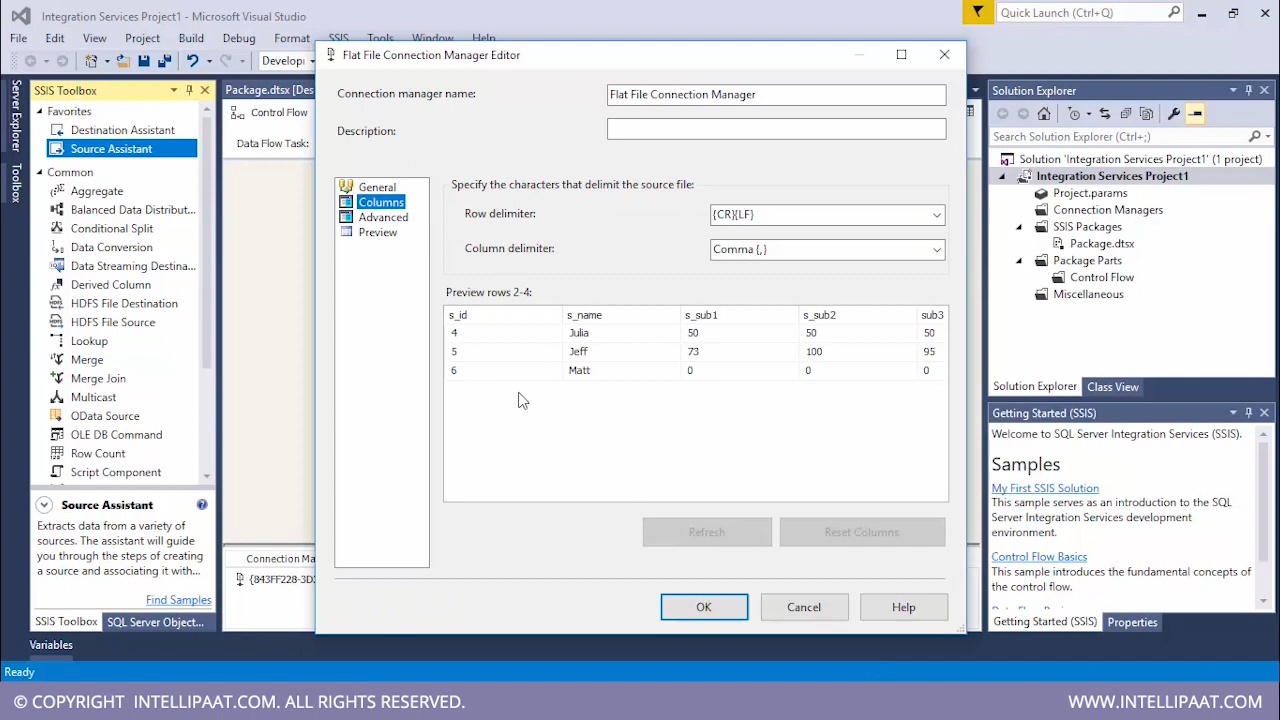 Integration Services Project1 - Microsoft Visual Studio
Quick Launch (Ctrl+Q)
File Edit View Project Build Debug Format SSIS Tools Window Help
Developi
Server Explorer
Toolbox
SSIS Toolbox
Favorites
Destination Assistant
Source Assistant
Common
Aggregate
Balanced Data Distribut...
Conditional Split
Data Conversion
Data Streaming Destina...
Derived Column
HDFS File Destination
HDFS File Source
Lookup
Merge
Merge Join
Multicast
OData Source
OLE DB Command
Row Count
Script Component
Source Assistant
Extracts data from a variety of
sources. The assistant will guide
you through the steps of creating
a source and associating it with...
Find Samples
SSIS Toolbox SQL Server Object...
Variables
Ready
Package.dtsx [Des
Control Flow
Data Flow Task:
Connection Ma
{843FF228-3D3
Flat File Connection Manager Editor
Connection manager name: Flat File Connection Manager
Description:
General
Columns
Advanced
Preview
Specify the characters that delimit the source file:
Row delimiter: {CR}{LF}
Column delimiter: Comma {,}
Preview rows 2-4:
s_id s_name s_sub1 s_sub2 sub3
4 Julia 50 50 50
5 Jeff 73 100 95
6 Matt 0 0 0
Refresh Reset Columns
OK Cancel Help
Solution Explorer
Search Solution Explorer (Ctrl+;)
Solution 'Integration Services Project1' (1 project)
Integration Services Project1
Project.params
Connection Managers
SSIS Packages
Package.dtsx
Package Parts
Control Flow
Miscellaneous
Solution Explorer Class View
Getting Started (SSIS)
Welcome to SQL Server Integration Services (SSIS).
Samples
My First SSIS Solution
This sample serves as an introduction to the SQL
Server Integration Services development
environment.
Control Flow Basics
This sample introduces the fundamental concepts of
the control flow.
Getting Started (SSIS) Properties
© COPYRIGHT INTELLIPAAT.COM. ALL RIGHTS RESERVED.
WWW.INTELLIPAAT.COM